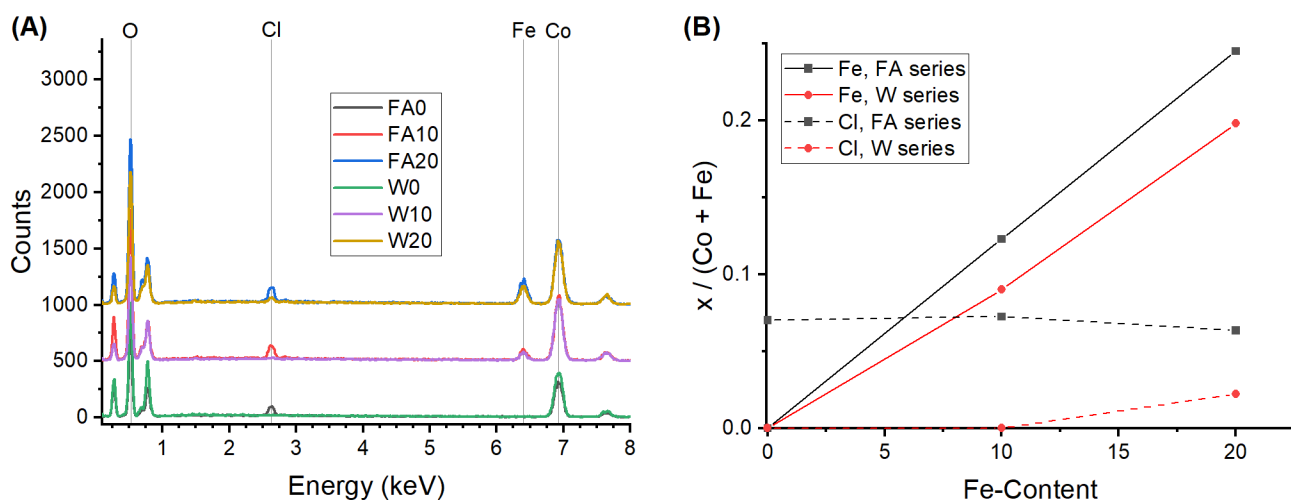 (A)
O
Cl
Fe
Co
3000
2500
2000
1500
1000
500
0
Counts
FA0
FA10
FA20
W0
W10
W20
1
2
3
4
5
6
7
8
Energy (keV)
(B)
Fe, FA series
Fe, W series
Cl, FA series
Cl, W series
0.2
0.1
0.0
x / (Co + Fe)
0
5
10
15
20
Fe-Content